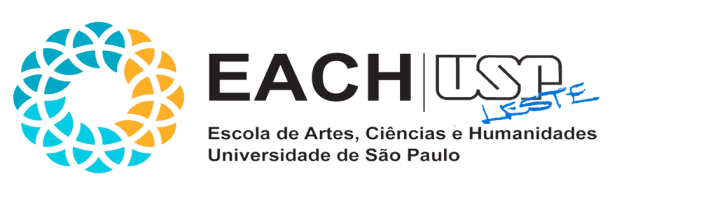 EACH USP
LESTE
Escola de Artes, Ciências e Humanidades
Universidade de São Paulo